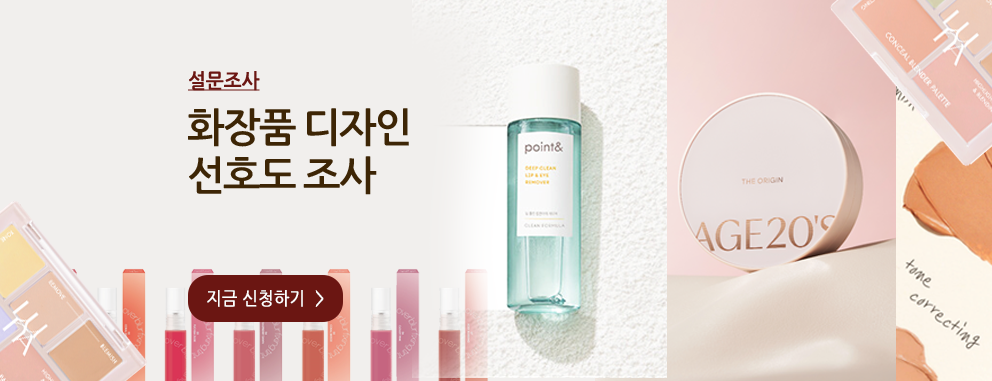 설문조사
화장품 디자인
선호도 조사
지금 신청하기
point&
DEEP CLEAN
LIP & EYE
REMOVER
THE ORIGIN
AGE20'S
CONCEAL BLENDER PALETTE
tone
correcting